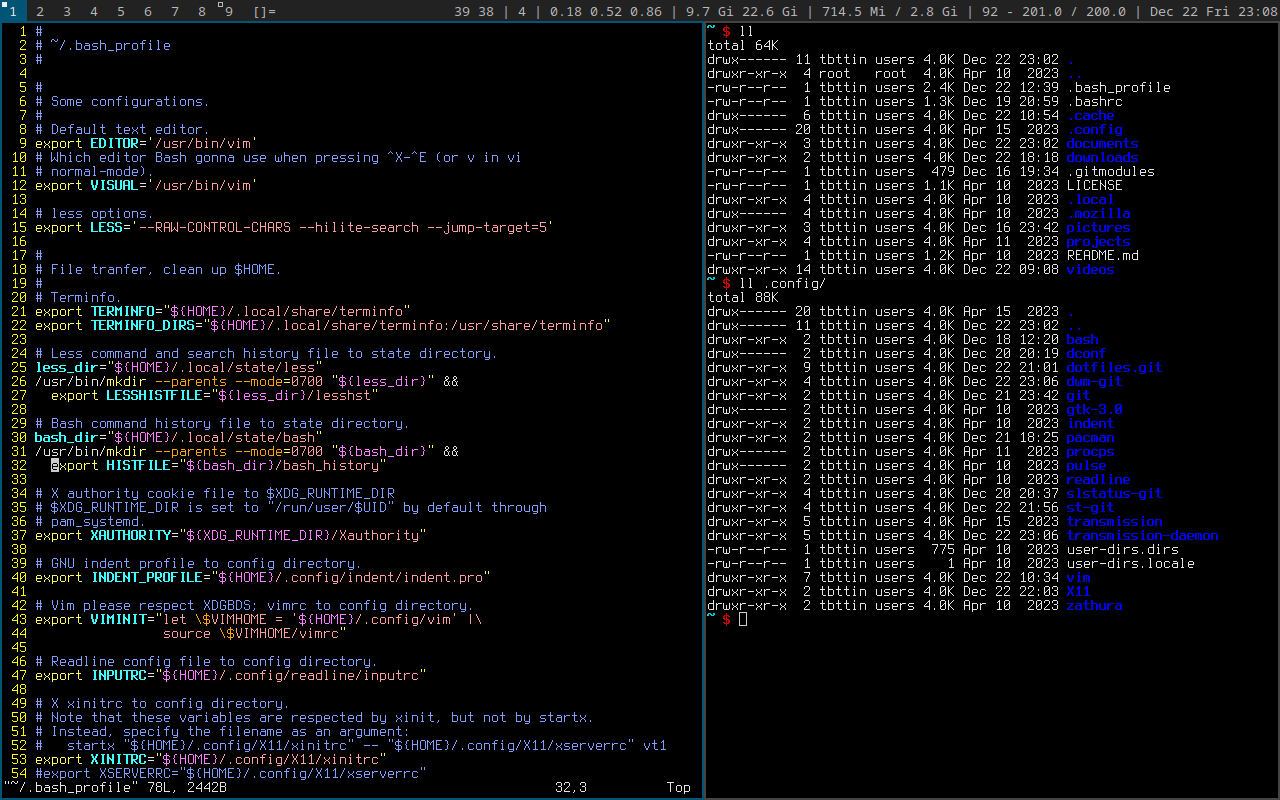 1 2 3 4 5 6 7 8 9 []= 39 38 | 4 | 0.18 0.52 0.86 | 9.7 Gi 22.6 Gi | 714.5 Mi / 2.8 Gi | 92 - 201.0 / 200.0 | Dec 22 Fri 23:08
1 #
2 # ~/.bash_profile
3 #
4
5 #
6 # Some configurations.
7 #
8 # Default text editor.
9 export EDITOR='/usr/bin/vim'
10 # Which editor Bash gonna use when pressing ^X-^E (or v in vi
11 # normal-mode).
12 export VISUAL='/usr/bin/vim'
13
14 # less options.
15 export LESS='--RAW-CONTROL-CHARS --hilite-search --jump-target=5'
16
17 #
18 # File tranfer, clean up $HOME.
19 #
20 # Terminfo.
21 export TERMINFO="${HOME}/.local/share/terminfo"
22 export TERMINFO_DIRS="${HOME}/.local/share/terminfo:/usr/share/terminfo"
23
24 # Less command and search history file to state directory.
25 less_dir="${HOME}/.local/state/less"
26 /usr/bin/mkdir --parents --mode=0700 "${less_dir}" &&
27   export LESSHISTFILE="${less_dir}/lesshst"
28
29 # Bash command history file to state directory.
30 bash_dir="${HOME}/.local/state/bash"
31 /usr/bin/mkdir --parents --mode=0700 "${bash_dir}" &&
32   export HISTFILE="${bash_dir}/bash_history"
33
34 # X authority cookie file to $XDG_RUNTIME_DIR
35 # $XDG_RUNTIME_DIR is set to "/run/user/$UID" by default through
36 # pam_systemd.
37 export XAUTHORITY="${XDG_RUNTIME_DIR}/Xauthority"
38
39 # GNU indent profile to config directory.
40 export INDENT_PROFILE="${HOME}/.config/indent/indent.pro"
41
42 # Vim please respect XDGBDS; vimrc to config directory.
43 export VIMINIT="let \$VIMHOME = '${HOME}/.config/vim' |\
44                 source \$VIMHOME/vimrc"
45
46 # Readline config file to config directory.
47 export INPUTRC="${HOME}/.config/readline/inputrc"
48
49 # X xinitrc to config directory.
50 # Note that these variables are respected by xinit, but not by startx.
51 # Instead, specify the filename as an argument:
52 #   startx "${HOME}/.config/X11/xinitrc" -- "${HOME}/.config/X11/xserverrc" vt1
53 export XINITRC="${HOME}/.config/X11/xinitrc"
54 #export XSERVERRC="${HOME}/.config/X11/xserverrc"
"~/.bash_profile" 78L, 2442B 32,3 Top
~ $ ll
total 64K
drwx------ 11 tbttin users 4.0K Dec 22 23:02 .
drwxr-xr-x  4 root   root  4.0K Apr 10  2023 ..
-rw-r--r--  1 tbttin users 2.4K Dec 22 12:39 .bash_profile
-rw-r--r--  1 tbttin users 1.3K Dec 19 20:59 .bashrc
drwx------  6 tbttin users 4.0K Dec 22 10:54 .cache
drwx------ 20 tbttin users 4.0K Apr 15  2023 .config
drwxr-xr-x  3 tbttin users 4.0K Dec 22 23:02 documents
drwxr-xr-x  2 tbttin users 4.0K Dec 22 18:18 downloads
-rw-r--r--  1 tbttin users  479 Dec 16 19:34 .gitmodules
-rw-r--r--  1 tbttin users 1.1K Apr 10  2023 LICENSE
drwx------  4 tbttin users 4.0K Apr 10  2023 .local
drwx------  4 tbttin users 4.0K Apr 10  2023 .mozilla
drwxr-xr-x  3 tbttin users 4.0K Dec 16 23:42 pictures
drwxr-xr-x  4 tbttin users 4.0K Apr 11  2023 projects
-rw-r--r--  1 tbttin users 1.2K Apr 10  2023 README.md
drwxr-xr-x 14 tbttin users 4.0K Dec 22 09:08 videos
~ $ ll .config/
total 88K
drwx------ 20 tbttin users 4.0K Apr 15  2023 .
drwx------ 11 tbttin users 4.0K Dec 22 23:02 ..
drwxr-xr-x  2 tbttin users 4.0K Dec 18 12:20 bash
drwx------  2 tbttin users 4.0K Dec 20 20:19 dconf
drwxr-xr-x  9 tbttin users 4.0K Dec 22 21:01 dotfiles.git
drwxr-xr-x  4 tbttin users 4.0K Dec 22 23:06 dwm-git
drwxr-xr-x  2 tbttin users 4.0K Dec 21 23:42 git
drwxr-xr-x  2 tbttin users 4.0K Apr 10  2023 gtk-3.0
drwxr-xr-x  2 tbttin users 4.0K Apr 10  2023 indent
drwxr-xr-x  2 tbttin users 4.0K Dec 21 18:25 pacman
drwxr-xr-x  2 tbttin users 4.0K Apr 11  2023 procps
drwxr-xr-x  2 tbttin users 4.0K Apr 10  2023 pulse
drwxr-xr-x  2 tbttin users 4.0K Apr 10  2023 readline
drwxr-xr-x  4 tbttin users 4.0K Dec 20 20:37 slstatus-git
drwxr-xr-x  4 tbttin users 4.0K Dec 22 21:56 st-git
drwxr-xr-x  5 tbttin users 4.0K Apr 15  2023 transmission
drwxr-xr-x  5 tbttin users 4.0K Dec 22 23:06 transmission-daemon
-rw-r--r--  1 tbttin users  775 Apr 10  2023 user-dirs.dirs
-rw-r--r--  1 tbttin users    1 Apr 10  2023 user-dirs.locale
drwxr-xr-x  7 tbttin users 4.0K Dec 22 10:34 vim
drwxr-xr-x  2 tbttin users 4.0K Dec 22 22:03 X11
drwxr-xr-x  2 tbttin users 4.0K Apr 10  2023 zathura
~ $